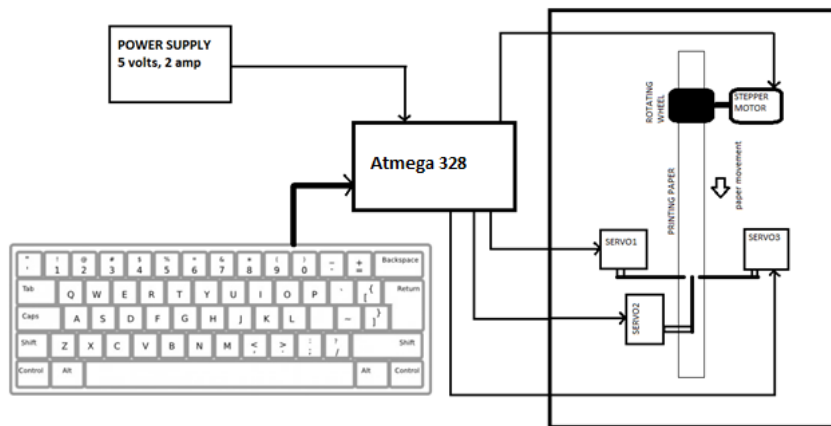 POWER SUPPLY
5 volts, 2 amp
Atmega 328
ROTATING
WHEEL
STEPPER
MOTOR
PRINTING PAPER
paper movement
SERVO1
SERVO3
SERVO2
! @ # $ % ^ & * ( ) - + Backspace
1 2 3 4 5 6 7 8 9 0 =
Tab Q W E R T Y U I O P { [ Return
Caps A S D F G H J K L } ]
Shift Z X C V B N M < , > . : ; ? / Shift
Control Alt Alt Control